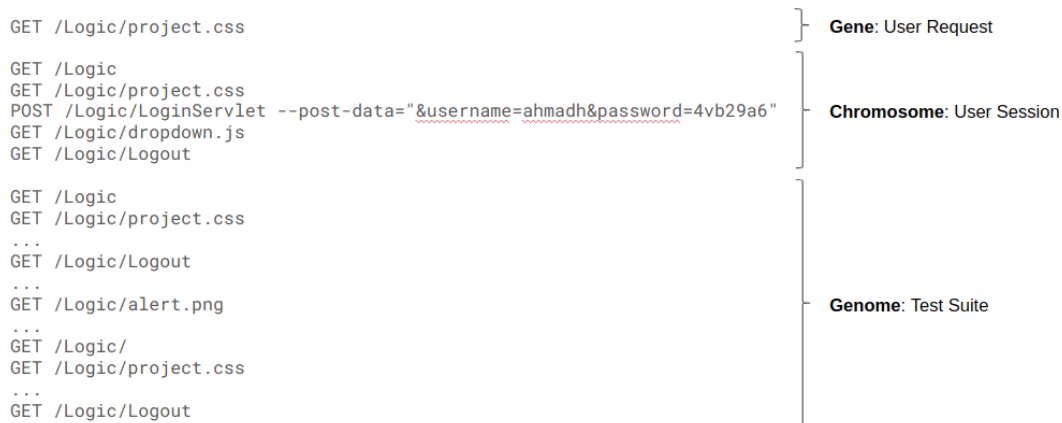 GET /Logic/project.css
Gene: User Request
GET /Logic
GET /Logic/project.css
POST /Logic/LoginServlet --post-data="&username=ahmadh&password=4vb29a6"
GET /Logic/dropdown.js
GET /Logic/Logout
Chromosome: User Session
GET /Logic
GET /Logic/project.css
...
GET /Logic/Logout
...
GET /Logic/alert.png
...
GET /Logic/
GET /Logic/project.css
...
GET /Logic/Logout
Genome: Test Suite